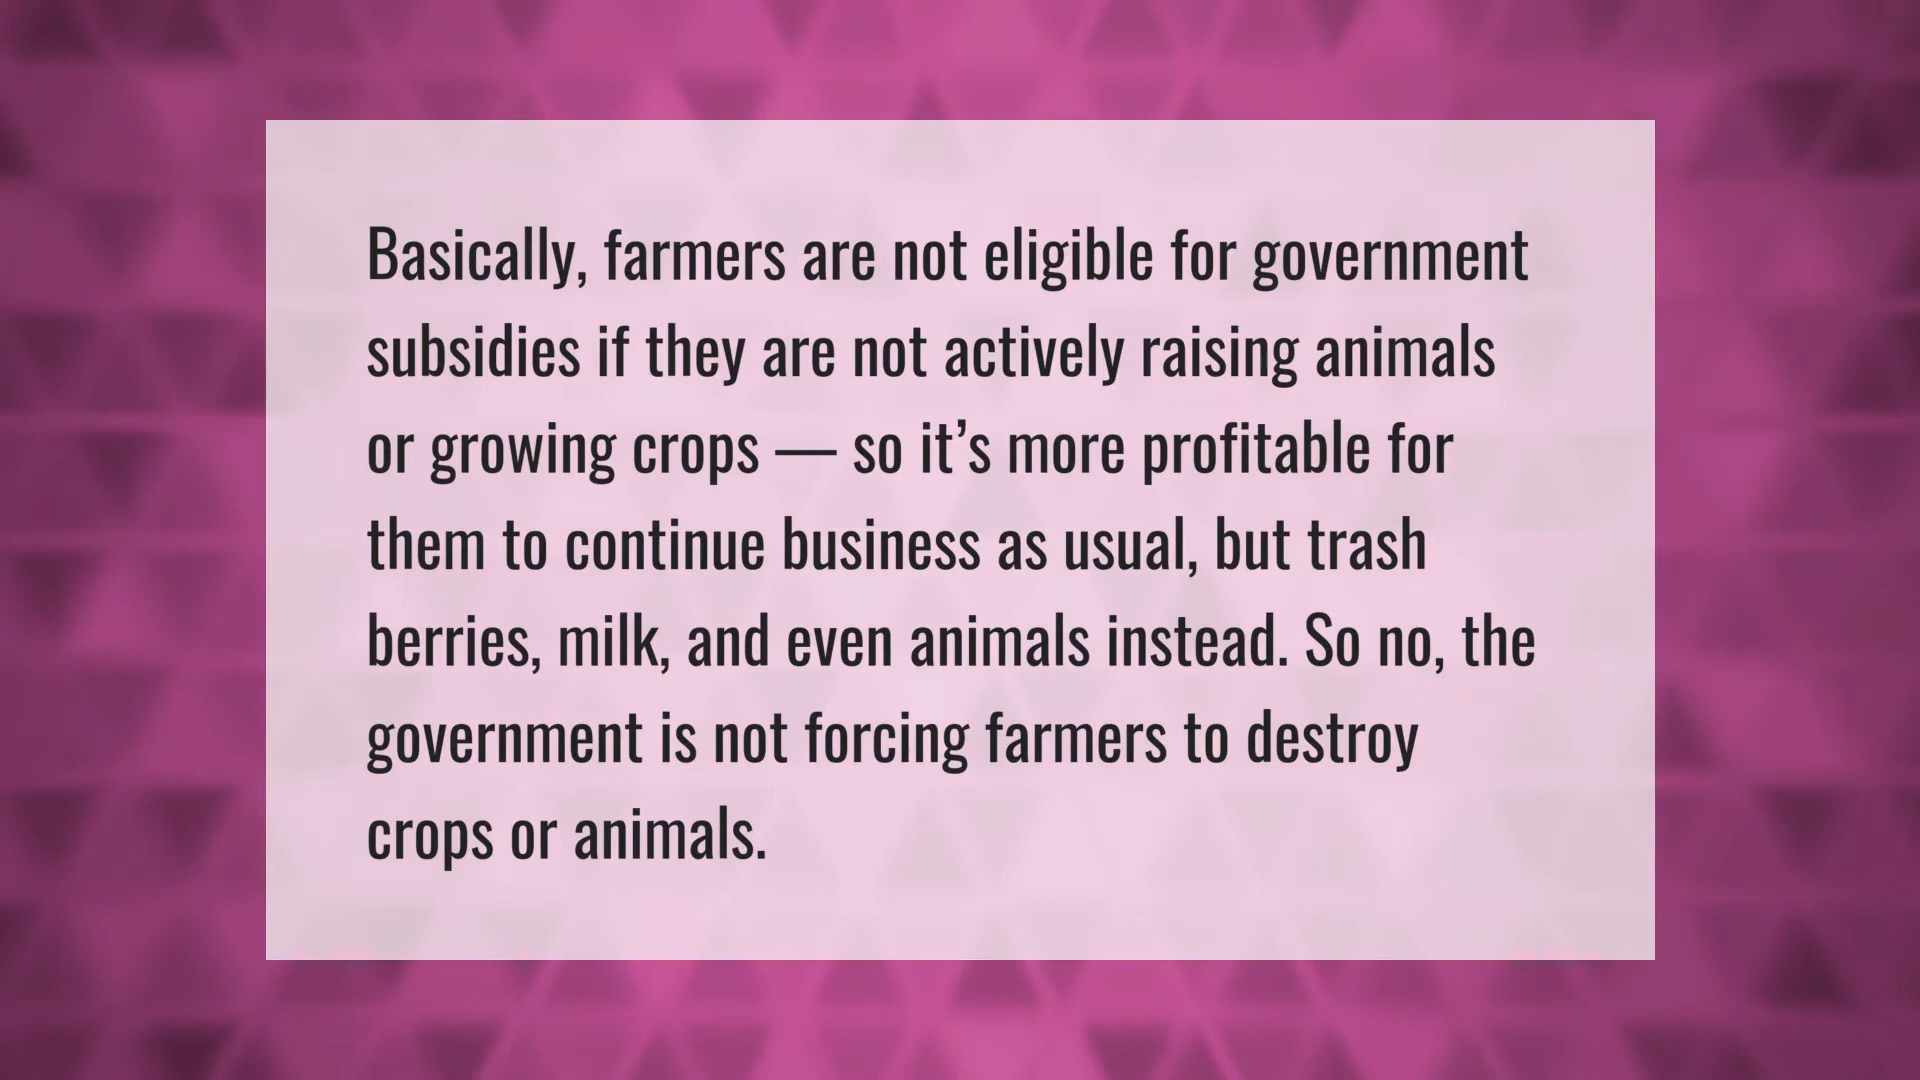 Basically, farmers are not eligible for government
subsidies if they are not actively raising animals
or growing crops — so it’s more profitable for
them to continue business as usual, but trash
berries, milk, and even animals instead. So no, the
government is not forcing farmers to destroy
crops or animals.